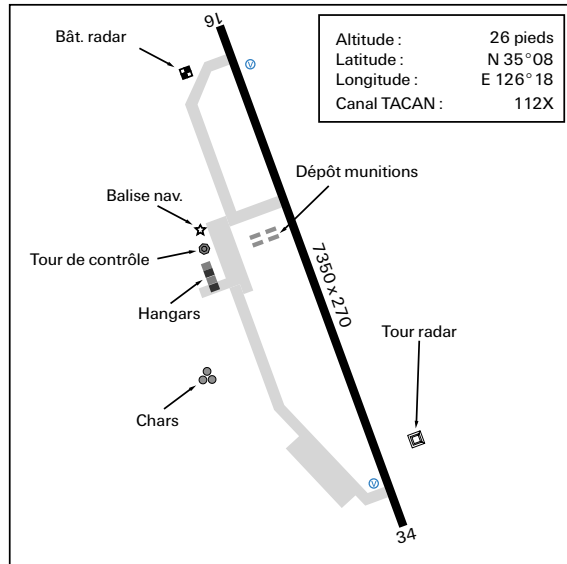 16
Bât. radar
V
Altitude : 26 pieds
Latitude : N 35°08
Longitude : E 126°18
Canal TACAN : 112X
Dépôt munitions
Balise nav.
Tour de contrôle
7350 x 270
Hangars
Tour radar
Chars
V
34